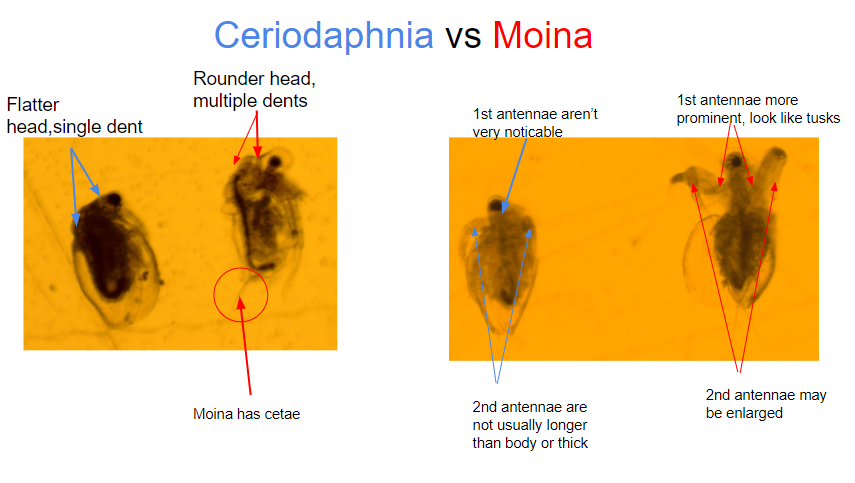 Ceriodaphnia vs Moina
Rounder head,
multiple dents
Flatter
head,single dent
1st antennae aren't
very noticable
1st antennae more
prominent, look like tusks
Moina has cetae
2nd antennae are
not usually longer
than body or thick
2nd antennae may
be enlarged